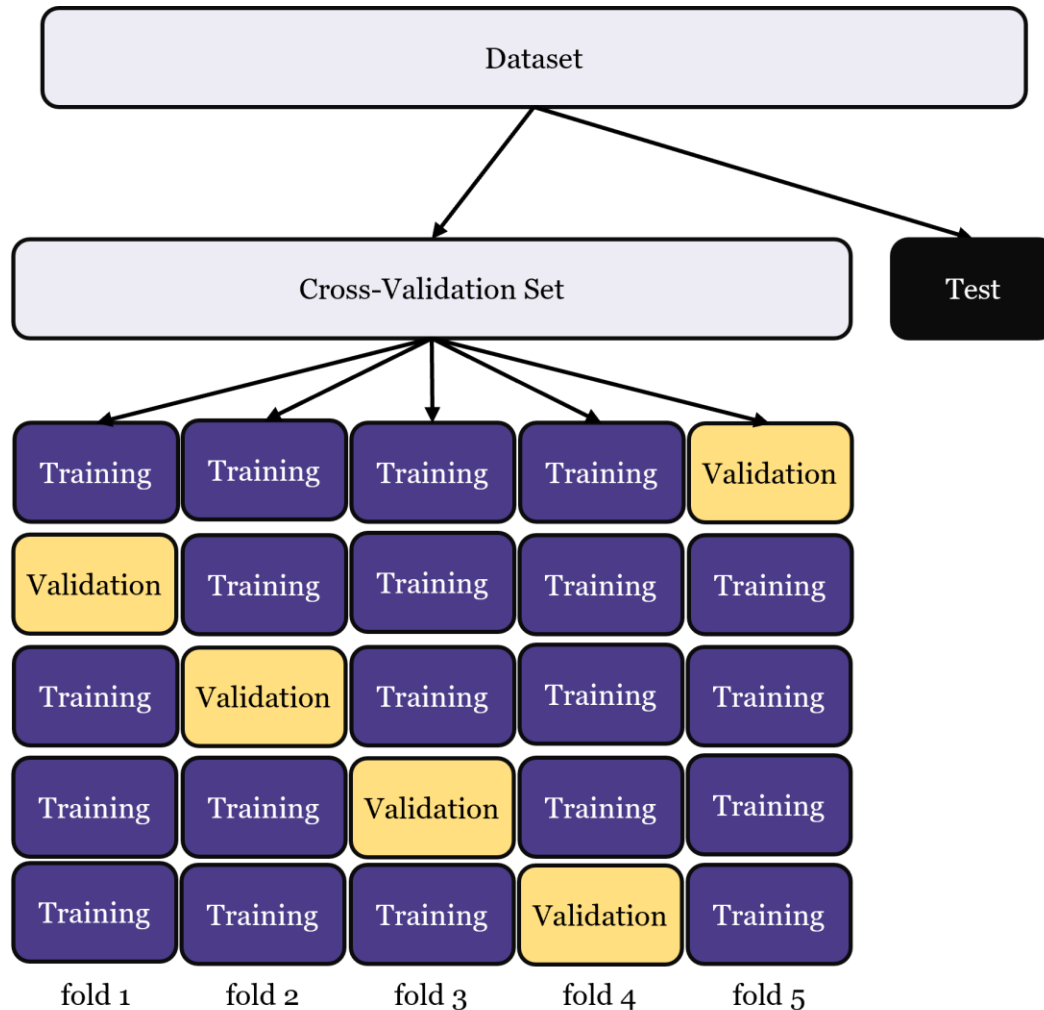 Dataset
Cross-Validation Set
Test
Training Training Training Training Validation
Validation Training Training Training Training
Training Validation Training Training Training
Training Training Validation Training Training
Training Training Training Validation Training
fold 1 fold 2 fold 3 fold 4 fold 5